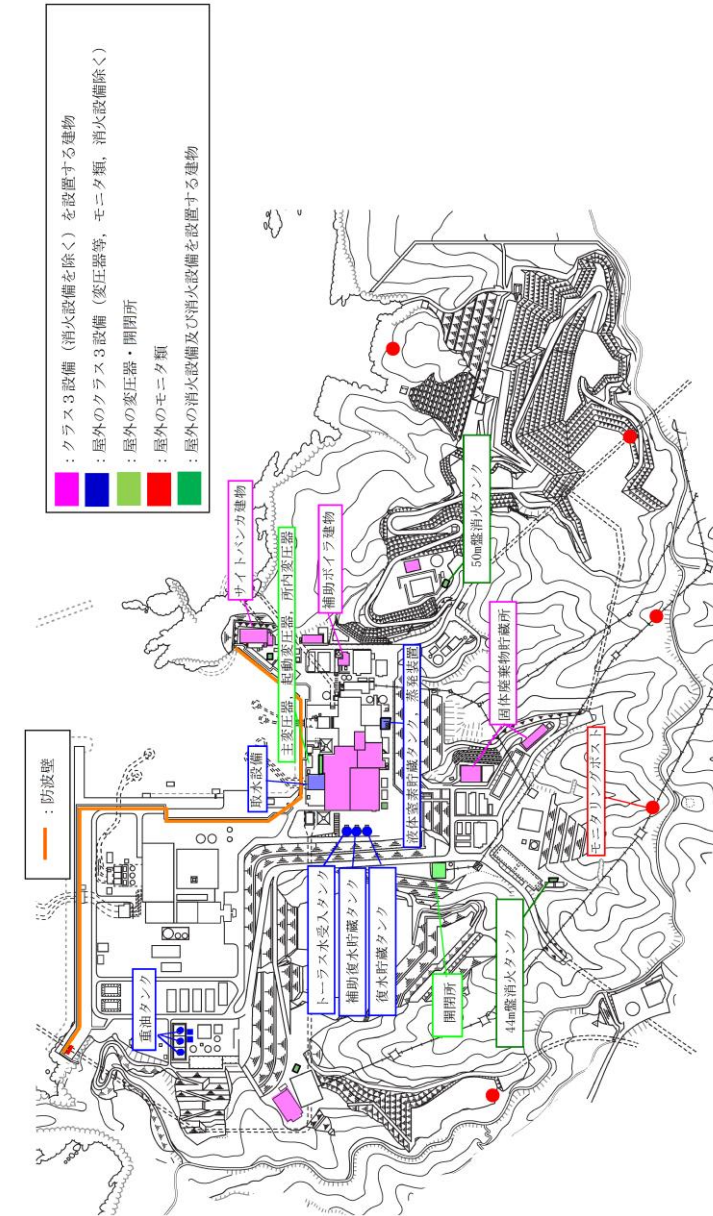 ：クラス３設備（消火設備を除く）を設置する建物
：屋外のクラス３設備（変圧器等，モニタ類，消火設備除く）
：屋外の変圧器・開閉所
：屋外のモニタ類
：屋外の消火設備及び消火設備を設置する建物
：防波壁
重油タンク
取水設備
サイトバンカ建物
主変圧器，起動変圧器，所内変圧器
補助ボイラ建物
トーラス水受入タンク
補助復水貯蔵タンク
復水貯蔵タンク
液体窒素貯蔵タンク，蒸発装置
50m盤消火タンク
固体廃棄物貯蔵所
開閉所
44m盤消火タンク
モニタリングポスト